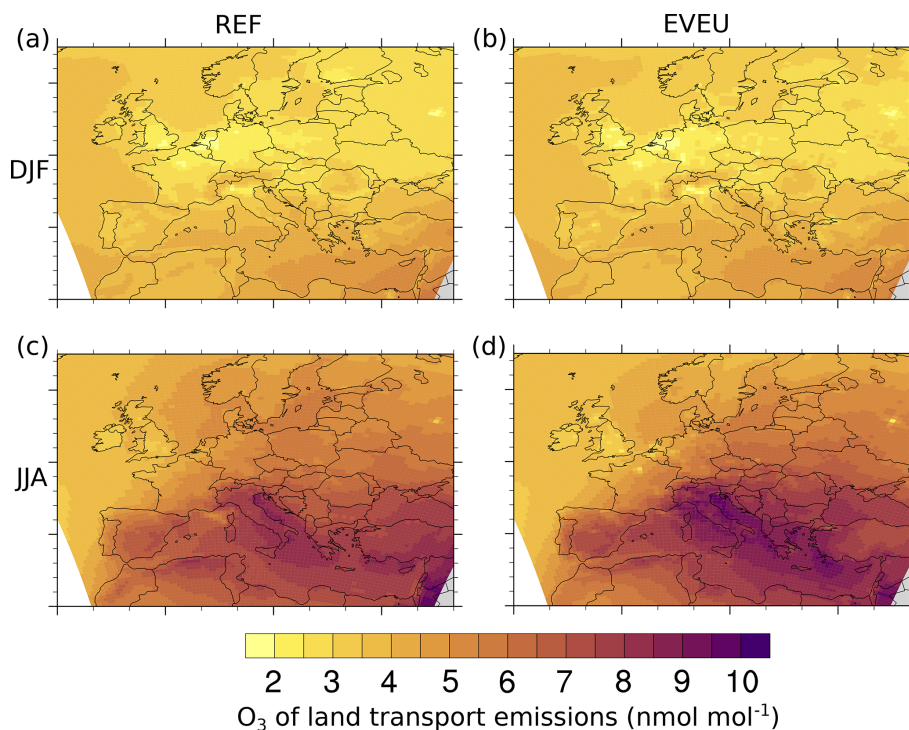 REF EVEU
(a) (b)
DJF
(c) (d)
JJA
2 3 4 5 6 7 8 9 10
O₃ of land transport emissions (nmol mol⁻¹)